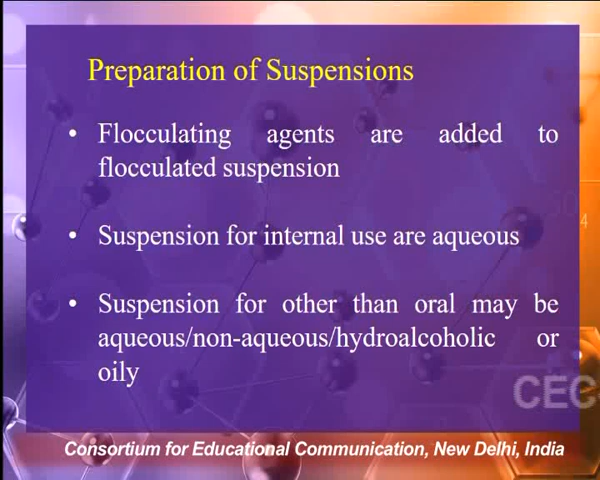 Preparation of Suspensions
• Flocculating agents are added to
flocculated suspension
• Suspension for internal use are aqueous
• Suspension for other than oral may be
aqueous/non-aqueous/hydroalcoholic or
oily
CEC
Consortium for Educational Communication, New Delhi, India